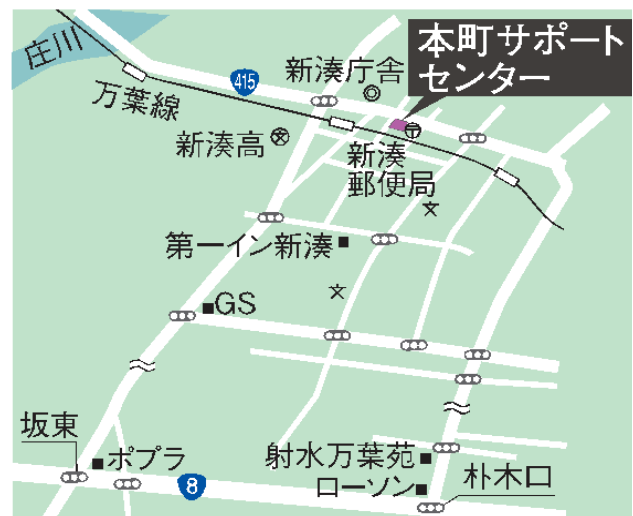 庄川
万葉線
415
新湊庁舎
本町サポート
センター
新湊高
新湊
郵便局
第一イン新湊
GS
坂東
ポプラ
8
射水万葉苑
ローソン
朴木口